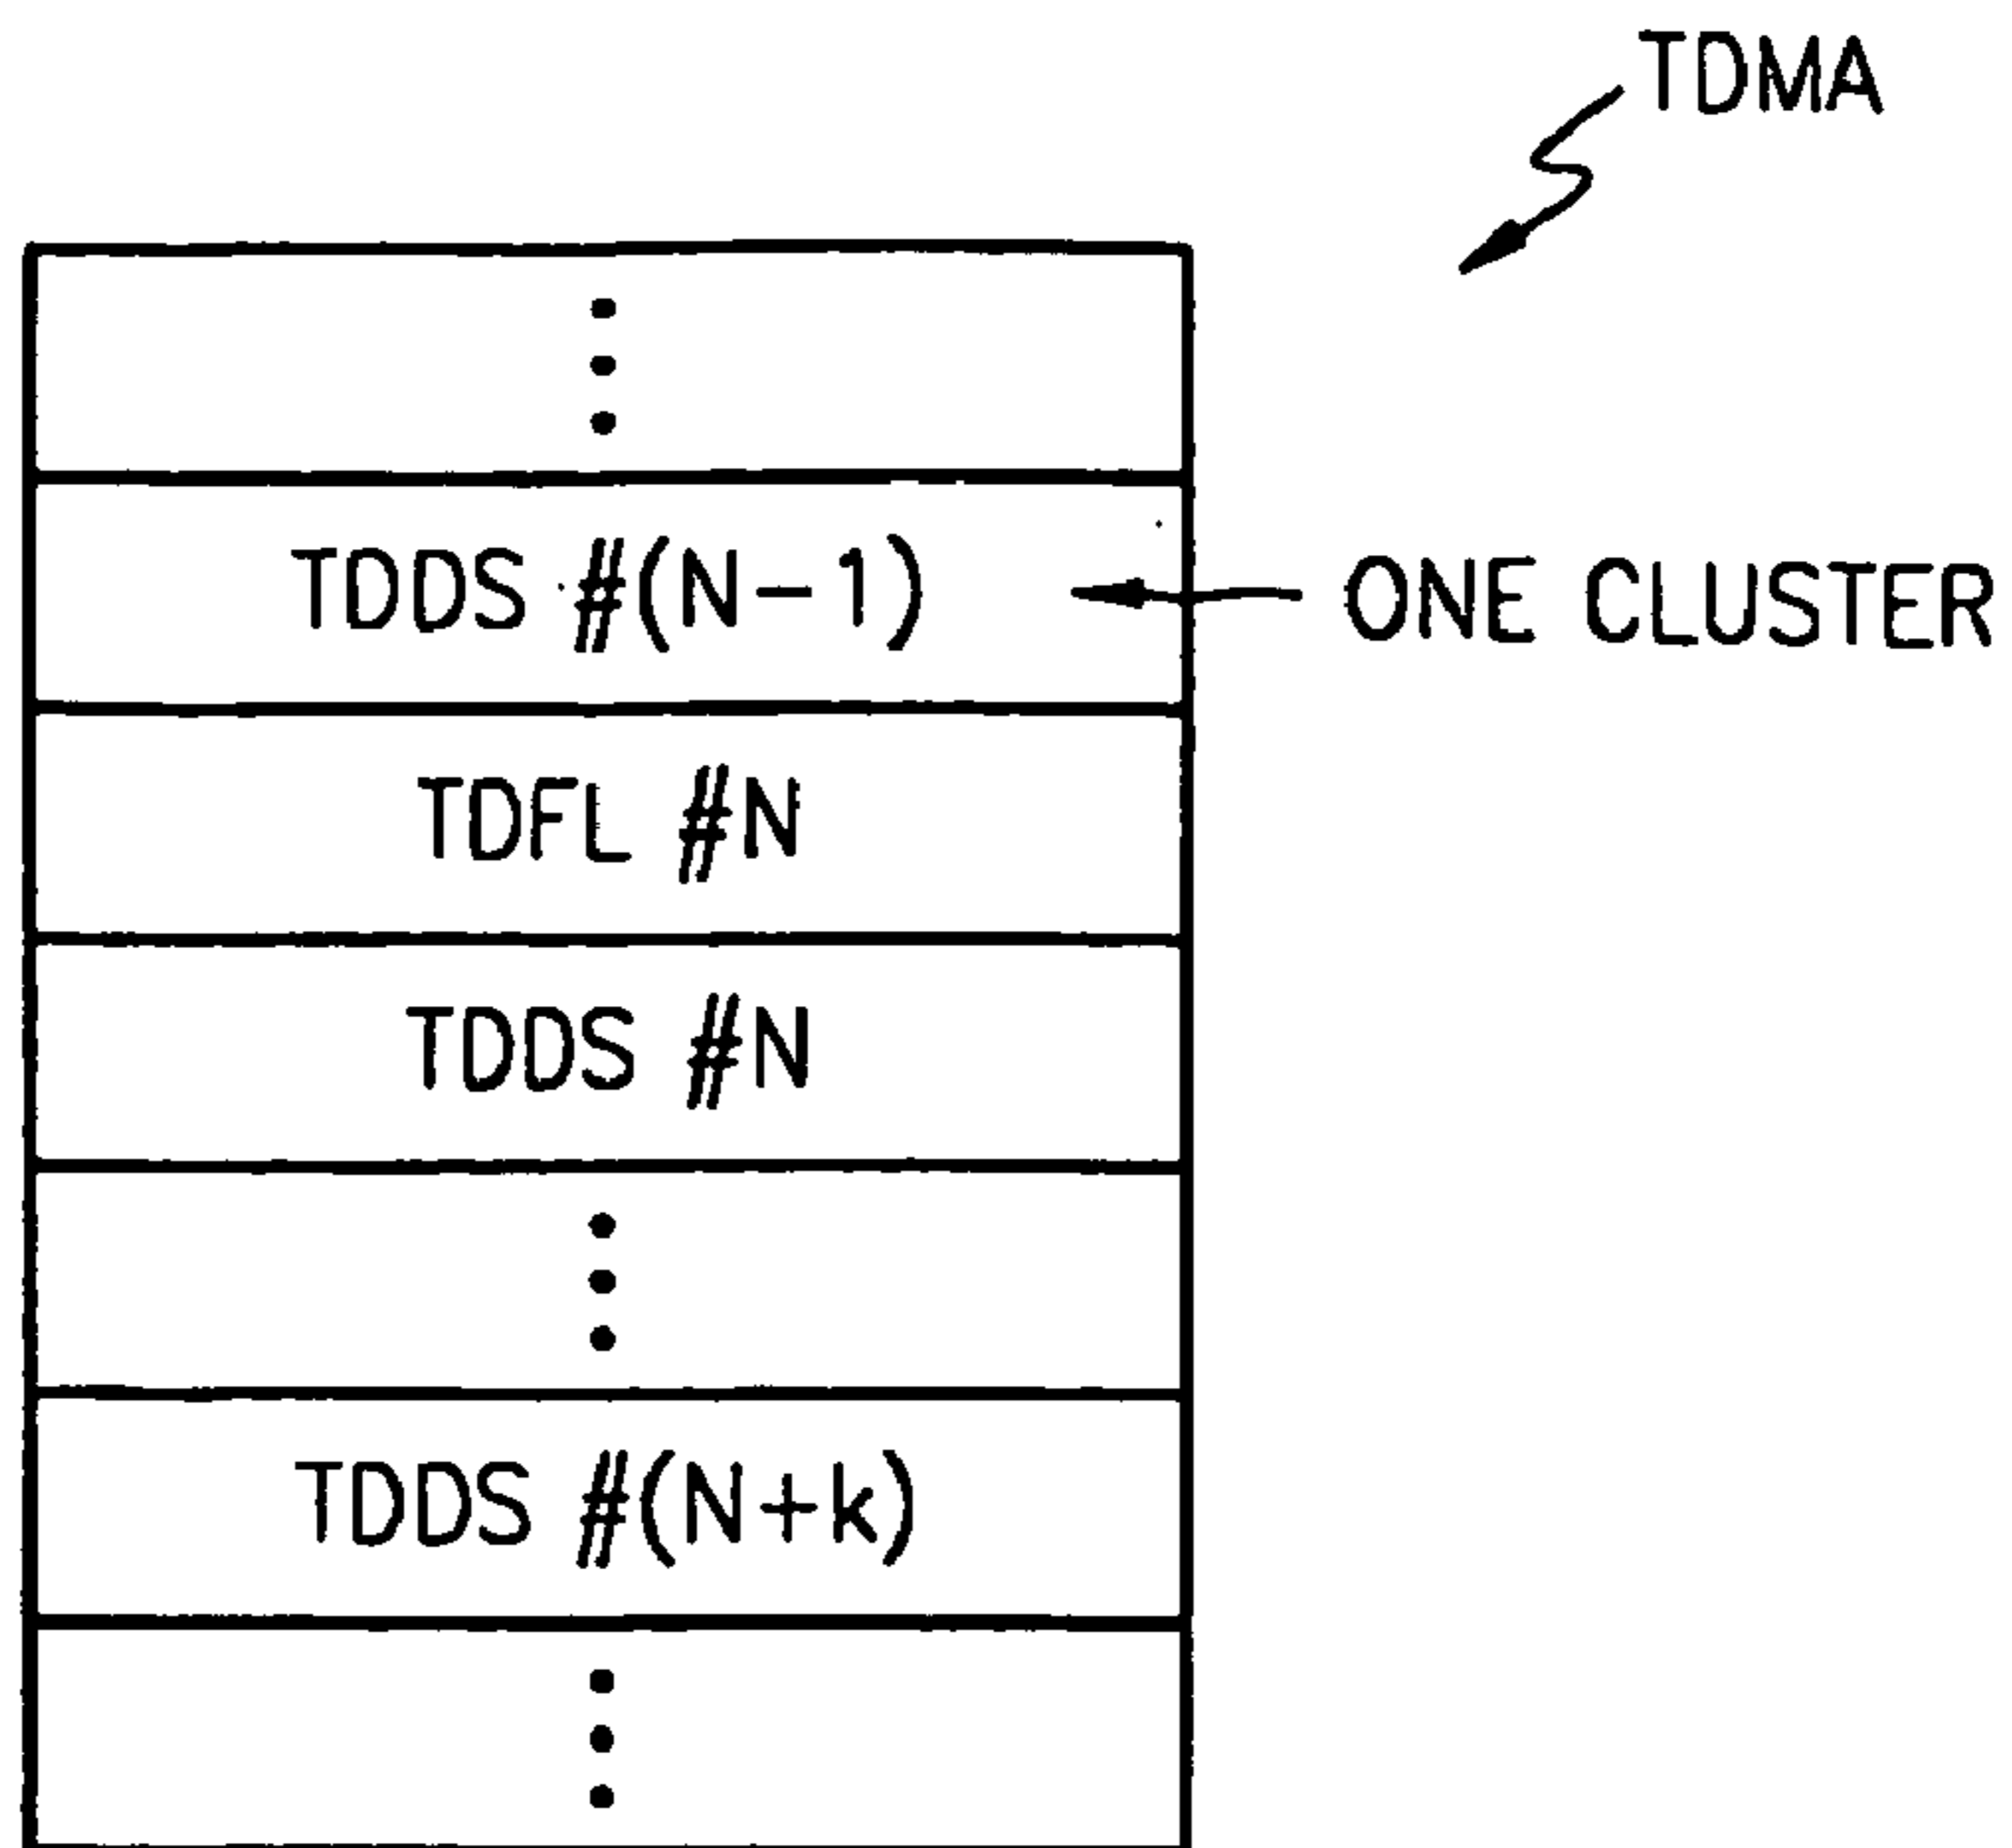 TDMA
TDDS #(N-1)
ONE CLUSTER
TDFL #N
TDDS #N
TDDS #(N+k)